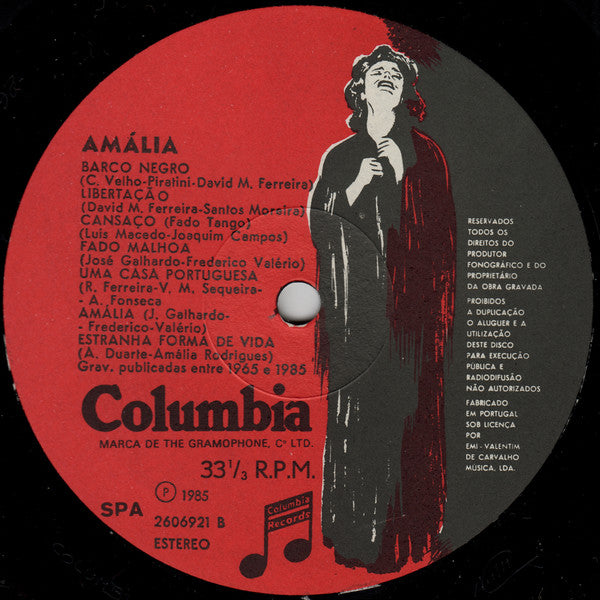 AMÁLIA
BARCO NEGRO
(C. Velho-Piratini-David M. Ferreira)
LIBERTAÇÃO
(David M. Ferreira-Santos Moreira)
CANSAÇO (Fado Tango)
(Luis Macedo-Joaquim Campos)
FADO MALHOA
(José Galhardo-Frederico Valério)
UMA CASA PORTUGUESA
(R. Ferreira-V. M. Sequeira-
- A. Fonseca
AMÁLIA (J. Galhardo-
- Frederico-Valério)
ESTRANHA FORMA DE VIDA
(A. Duarte-Amália Rodrigues)
Grav. publicadas entre 1965 e 1985
Columbia
MARCA DE THE GRAMOPHONE, Cº LTD.
33 1/3 R.P.M.
Ⓟ 1985
SPA 2606921 B
ESTEREO
Columbia
Records
RESERVADOS
TODOS OS
DIREITOS DO
PRODUTOR
FONOGRÁFICO E DO
PROPRIETÁRIO
DA OBRA GRAVADA
PROIBIDOS
A DUPLICAÇÃO
O ALUGUER E A
UTILIZAÇÃO
DESTE DISCO
PARA EXECUÇÃO
PÚBLICA E
RADIODIFUSÃO
NÃO AUTORIZADOS
FABRICADO
EM PORTUGAL
SOB LICENÇA
POR
EMI-VALENTIM
DE CARVALHO
MÚSICA, LDA.